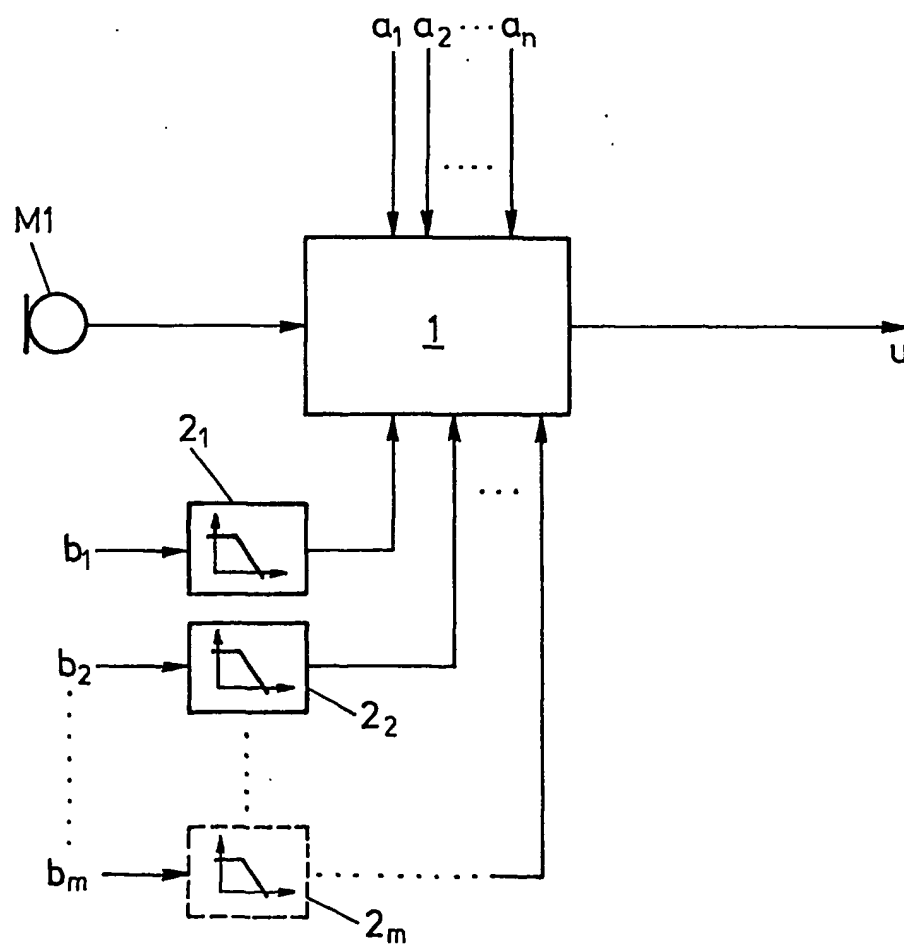 a₁ a₂ ··· aₙ
....
M1
1
u
2₁
...
b₁
b₂
2₂
bₘ
2ₘ